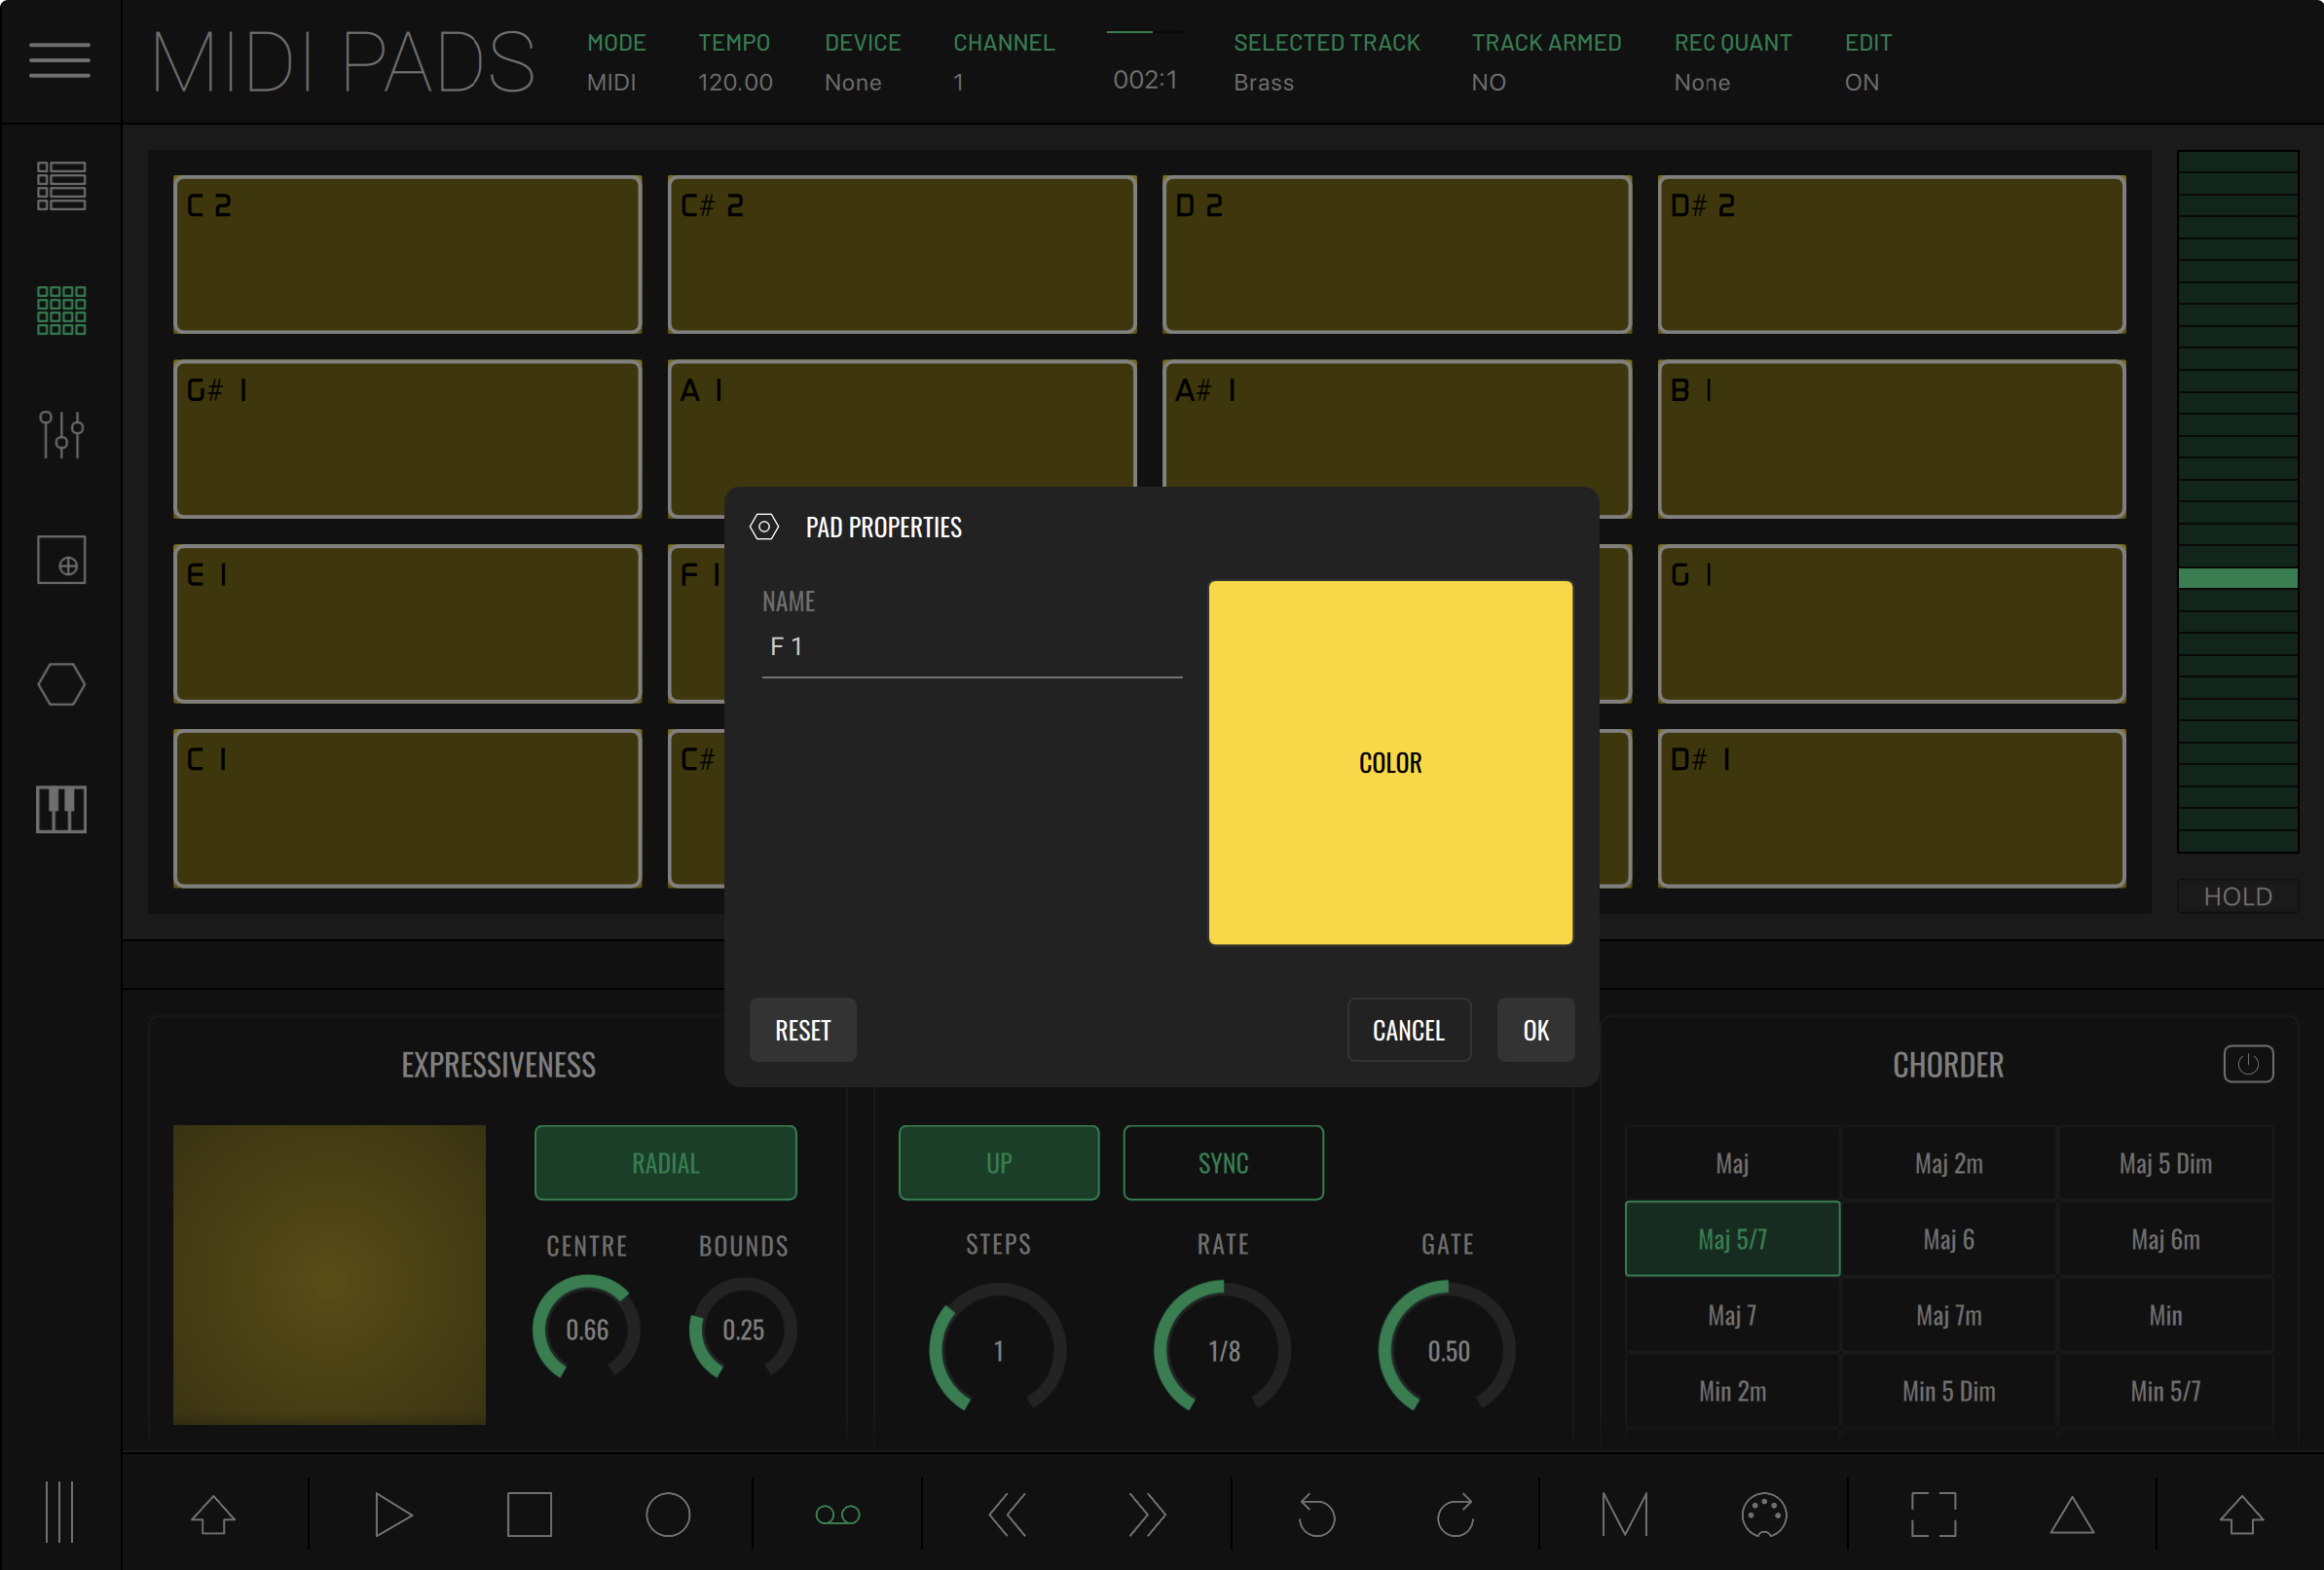 MIDI PADS
MODE TEMPO DEVICE CHANNEL SELECTED TRACK TRACK ARMED REC QUANT EDIT
MIDI 120.00 None 1 002:1 Brass NO None ON
C 2 C# 2 D 2 D# 2
G# 1 A 1 A# 1 B 1
E 1 F 1 G 1
C 1 C# D# 1
PAD PROPERTIES
NAME
F 1
COLOR
RESET CANCEL OK
HOLD
EXPRESSIVENESS
RADIAL
CENTRE BOUNDS
0.66 0.25
UP SYNC
STEPS RATE GATE
1 1/8 0.50
CHORDER
Maj Maj 2m Maj 5 Dim
Maj 5/7 Maj 6 Maj 6m
Maj 7 Maj 7m Min
Min 2m Min 5 Dim Min 5/7
M